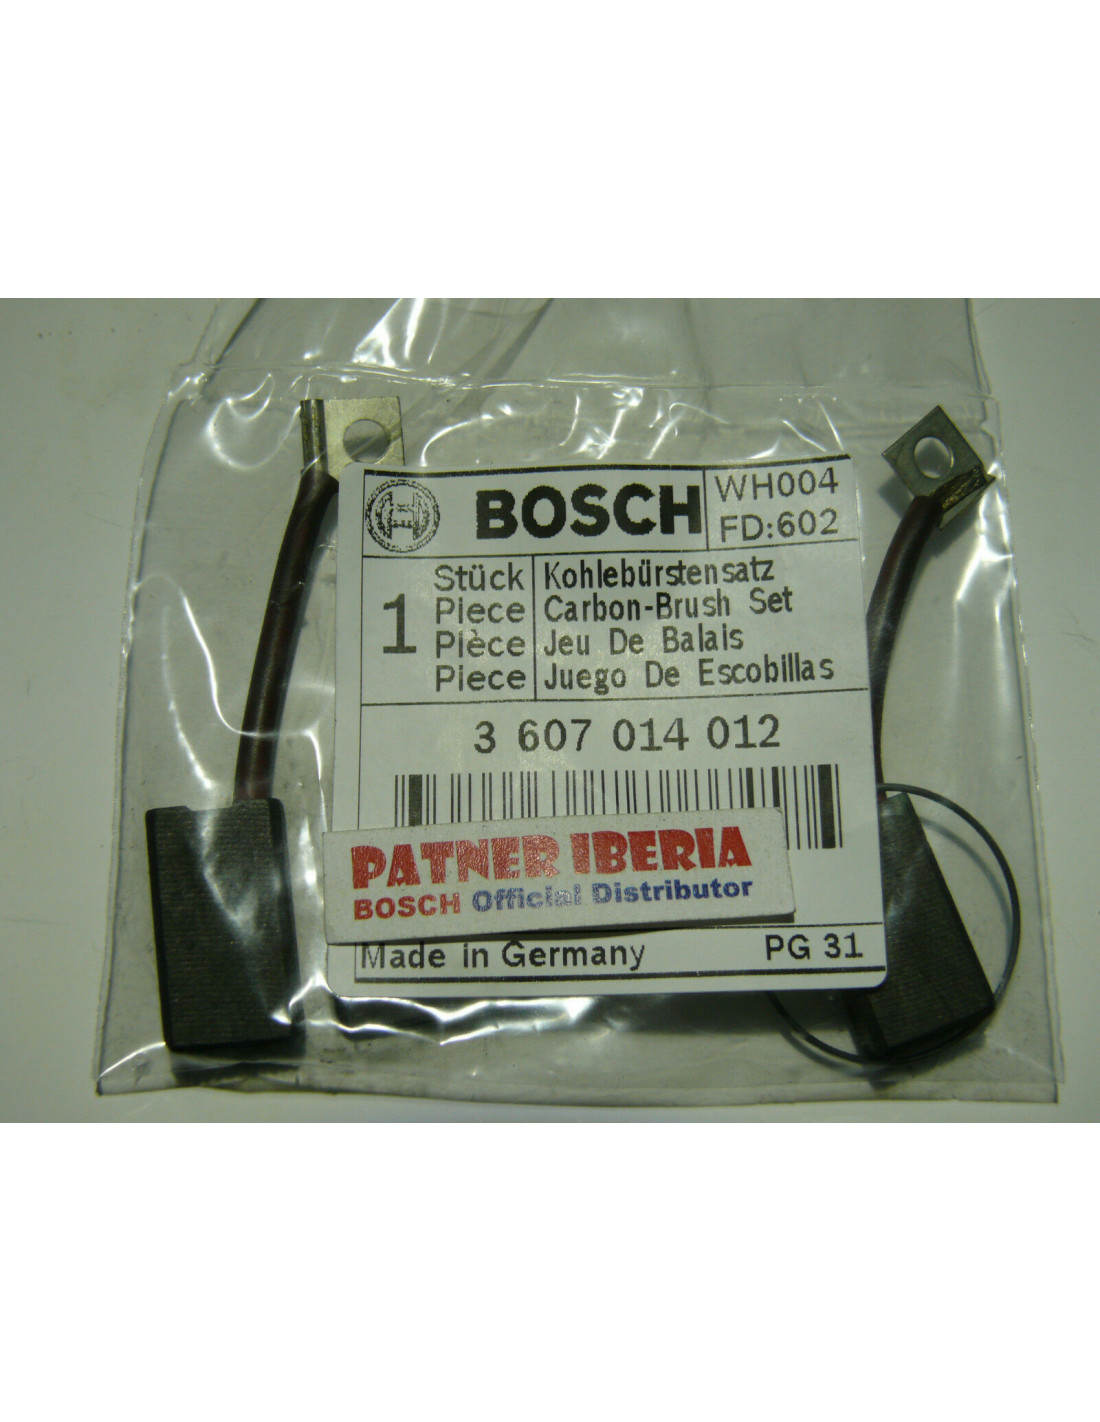 BOSCH
WH004
FD:602
1
Stück Kohlebürstensatz
Piece Carbon-Brush Set
Pièce Jeu De Balais
Piece Juego De Escobillas
3 607 014 012
PATNER IBERIA
BOSCH Official Distributor
Made in Germany PG 31